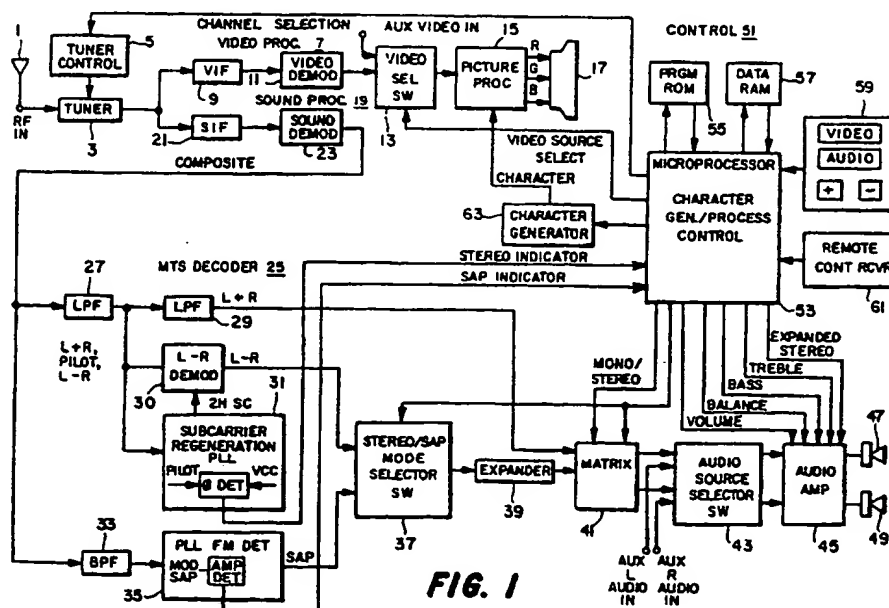 CHANNEL SELECTION
AUX VIDEO IN
CONTROL 51
1
5
TUNER CONTROL
VIDEO PROC. 7
VIF
9
11
VIDEO DEMOD
VIDEO SEL SW
13
15
PICTURE PROC
R
G
B
17
PRGM ROM
55
DATA RAM
57
59
VIDEO
AUDIO
+ -
RF IN
TUNER
3
SOUND PROC. 19
21
SIF
SOUND DEMOD
23
COMPOSITE
VIDEO SOURCE SELECT
CHARACTER
63
CHARACTER GENERATOR
MICROPROCESSOR
CHARACTER GEN./PROCESS CONTROL
53
REMOTE CONT RCVR
61
STEREO INDICATOR
SAP INDICATOR
MTS DECODER 25
27
LPF
L+R, PILOT, L-R
LPF
29
L+R
L-R DEMOD
30
L-R
2H SC
31
SUBCARRIER REGENERATION PLL
PILOT
Ø DET
VCC
33
BPF
PLL FM DET
MOD SAP
AMP DET
35
SAP
STEREO/SAP MODE SELECTOR SW
37
EXPANDER
39
MONO/STEREO
MATRIX
41
VOLUME
BALANCE
BASS
TREBLE
EXPANDED STEREO
AUDIO SOURCE SELECTOR SW
43
AUX L AUDIO IN
AUX R AUDIO IN
AUDIO AMP
45
47
49
FIG. 1